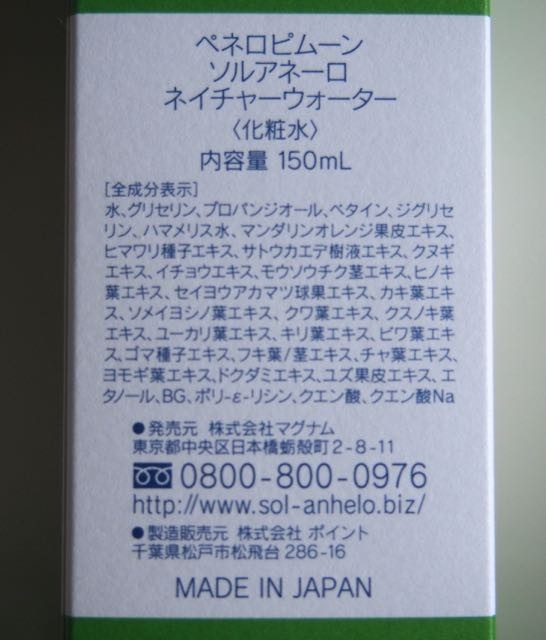 ペネロピムーン
ソルアネーロ
ネイチャーウォーター
〈化粧水〉
内容量 150mL
[全成分表示]
水、グリセリン、プロパンジオール、ベタイン、ジグリセ
リン、ハマメリス水、マンダリンオレンジ果皮エキス、
ヒマワリ種子エキス、サトウカエデ樹液エキス、クヌギ
エキス、イチョウエキス、モウソウチク茎エキス、ヒノキ
葉エキス、セイヨウアカマツ球果エキス、カキ葉エキ
ス、ソメイヨシノ葉エキス、クワ葉エキス、クスノキ葉
エキス、ユーカリ葉エキス、キリ葉エキス、ビワ葉エキ
ス、ゴマ種子エキス、フキ葉/茎エキス、チャ葉エキス、
ヨモギ葉エキス、ドクダミエキス、ユズ果皮エキス、エ
タノール、BG、ポリ-ε-リシン、クエン酸、クエン酸Na
●発売元 株式会社マグナム
東京都中央区日本橋蛎殻町2-8-11
0800-800-0976
http://www.sol-anhelo.biz/
●製造販売元 株式会社 ポイント
千葉県松戸市松飛台286-16
MADE IN JAPAN